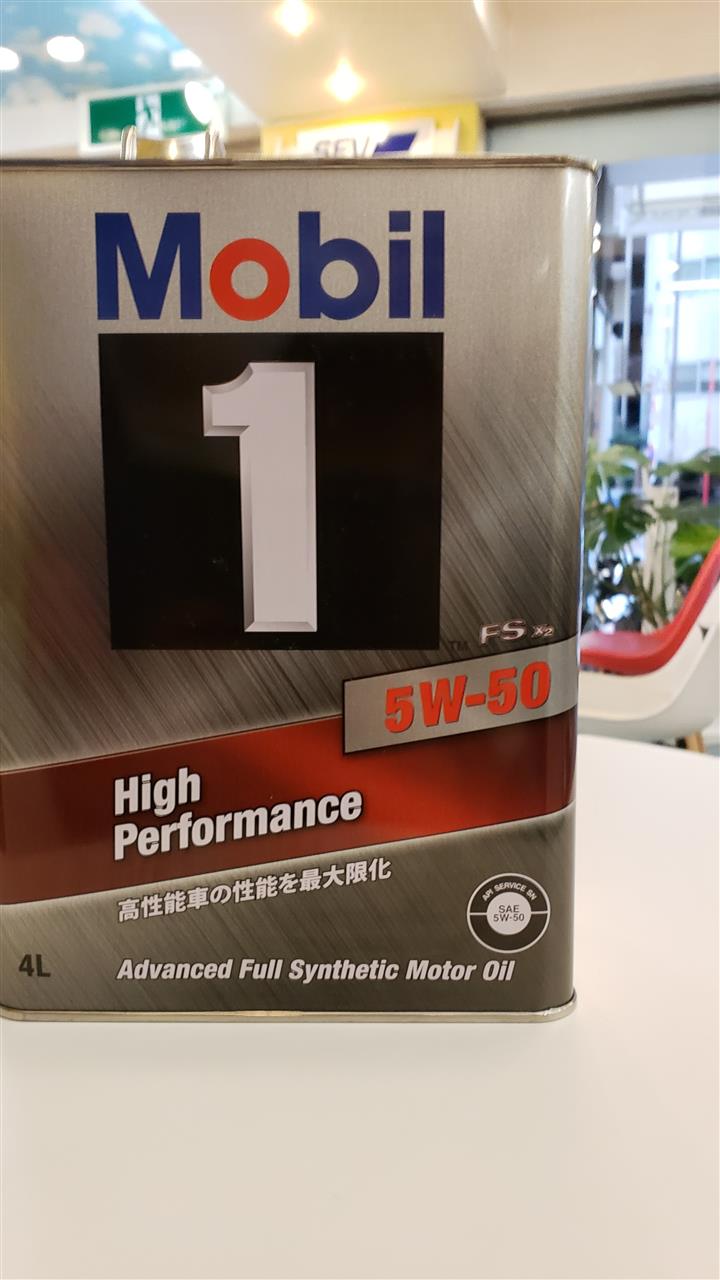 Mobil
1
TM
FS x2
5W-50
High
Performance
高性能車の性能を最大限化
API SERVICE SN
SAE
5W-50
4L
Advanced Full Synthetic Motor Oil